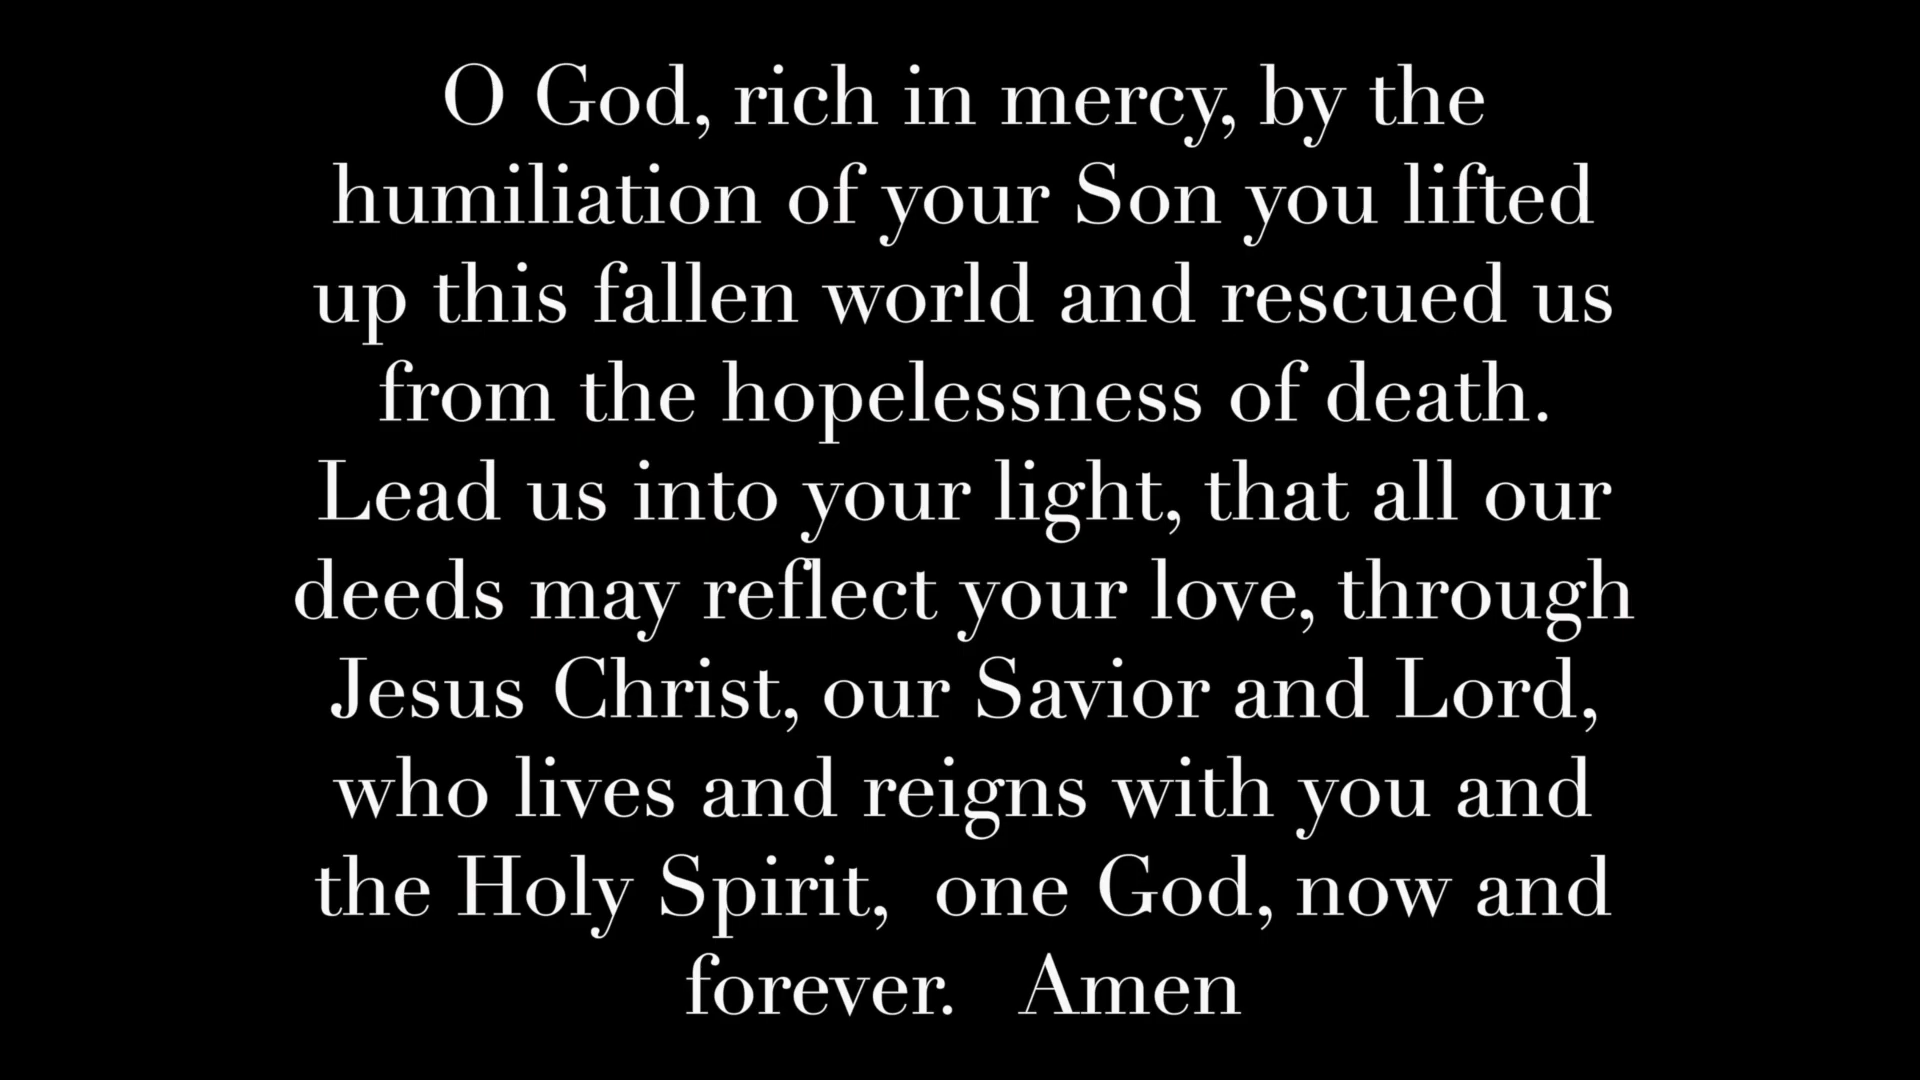 O God, rich in mercy, by the
humiliation of your Son you lifted
up this fallen world and rescued us
from the hopelessness of death.
Lead us into your light, that all our
deeds may reflect your love, through
Jesus Christ, our Savior and Lord,
who lives and reigns with you and
the Holy Spirit,  one God, now and
forever.   Amen